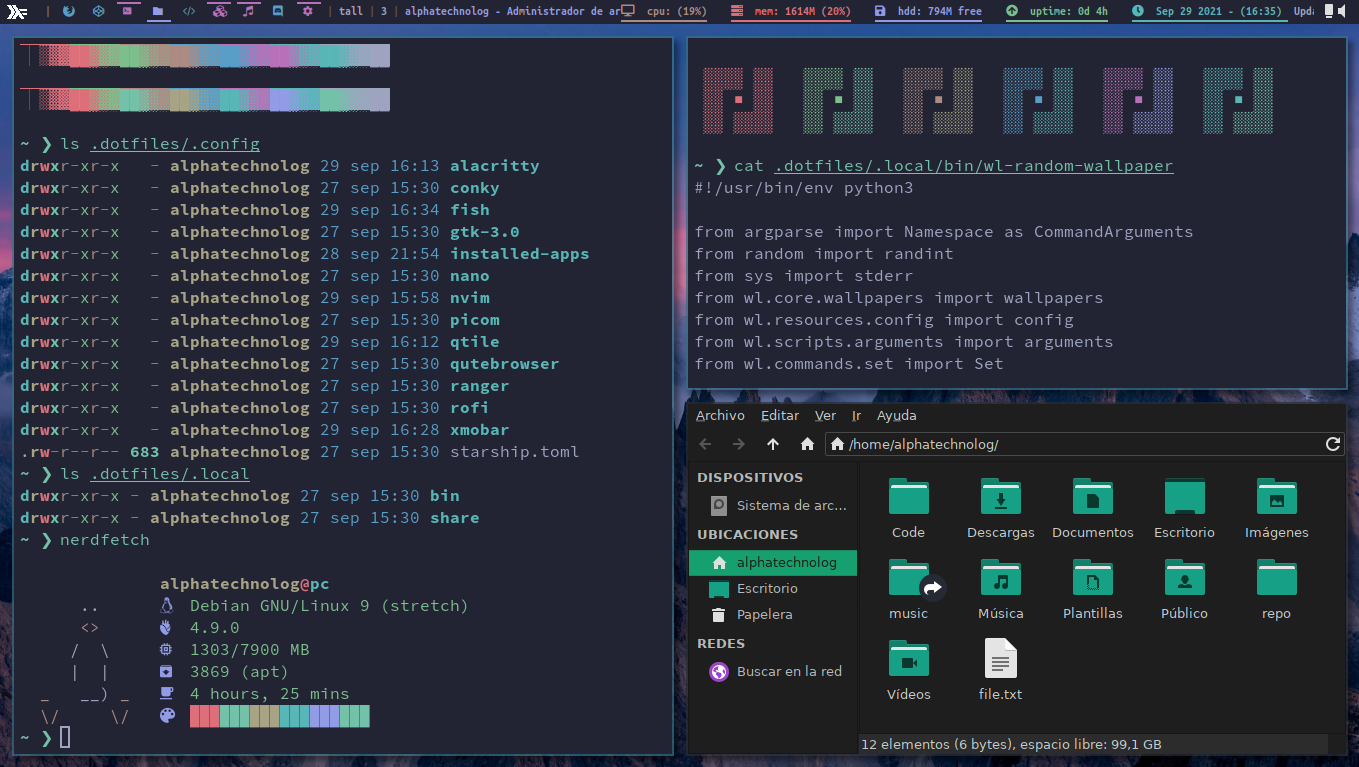 | tall | 3 | alphatechnolog - Administrador de ar cpu: (19%) mem: 1614M (20%) hdd: 794M free uptime: 0d 4h Sep 29 2021 - (16:35) Upda
~ ❯ ls .dotfiles/.config
drwxr-xr-x - alphatechnolog 29 sep 16:13 alacritty
drwxr-xr-x - alphatechnolog 27 sep 15:30 conky
drwxr-xr-x - alphatechnolog 29 sep 16:34 fish
drwxr-xr-x - alphatechnolog 27 sep 15:30 gtk-3.0
drwxr-xr-x - alphatechnolog 28 sep 21:54 installed-apps
drwxr-xr-x - alphatechnolog 27 sep 15:30 nano
drwxr-xr-x - alphatechnolog 29 sep 15:58 nvim
drwxr-xr-x - alphatechnolog 27 sep 15:30 picom
drwxr-xr-x - alphatechnolog 29 sep 16:12 qtile
drwxr-xr-x - alphatechnolog 27 sep 15:30 qutebrowser
drwxr-xr-x - alphatechnolog 27 sep 15:30 ranger
drwxr-xr-x - alphatechnolog 27 sep 15:30 rofi
drwxr-xr-x - alphatechnolog 29 sep 16:28 xmobar
.rw-r--r-- 683 alphatechnolog 27 sep 15:30 starship.toml
~ ❯ ls .dotfiles/.local
drwxr-xr-x - alphatechnolog 27 sep 15:30 bin
drwxr-xr-x - alphatechnolog 27 sep 15:30 share
~ ❯ nerdfetch
alphatechnolog@pc
Debian GNU/Linux 9 (stretch)
4.9.0
1303/7900 MB
3869 (apt)
4 hours, 25 mins
~ ❯
~ ❯ cat .dotfiles/.local/bin/wl-random-wallpaper
#!/usr/bin/env python3
from argparse import Namespace as CommandArguments
from random import randint
from sys import stderr
from wl.core.wallpapers import wallpapers
from wl.resources.config import config
from wl.scripts.arguments import arguments
from wl.commands.set import Set
Archivo Editar Ver Ir Ayuda
/home/alphatechnolog/
DISPOSITIVOS
Sistema de arc...
UBICACIONES
alphatechnolog
Escritorio
Papelera
REDES
Buscar en la red
Code Descargas Documentos Escritorio Imágenes
music Música Plantillas Público repo
Vídeos file.txt
12 elementos (6 bytes), espacio libre: 99,1 GB